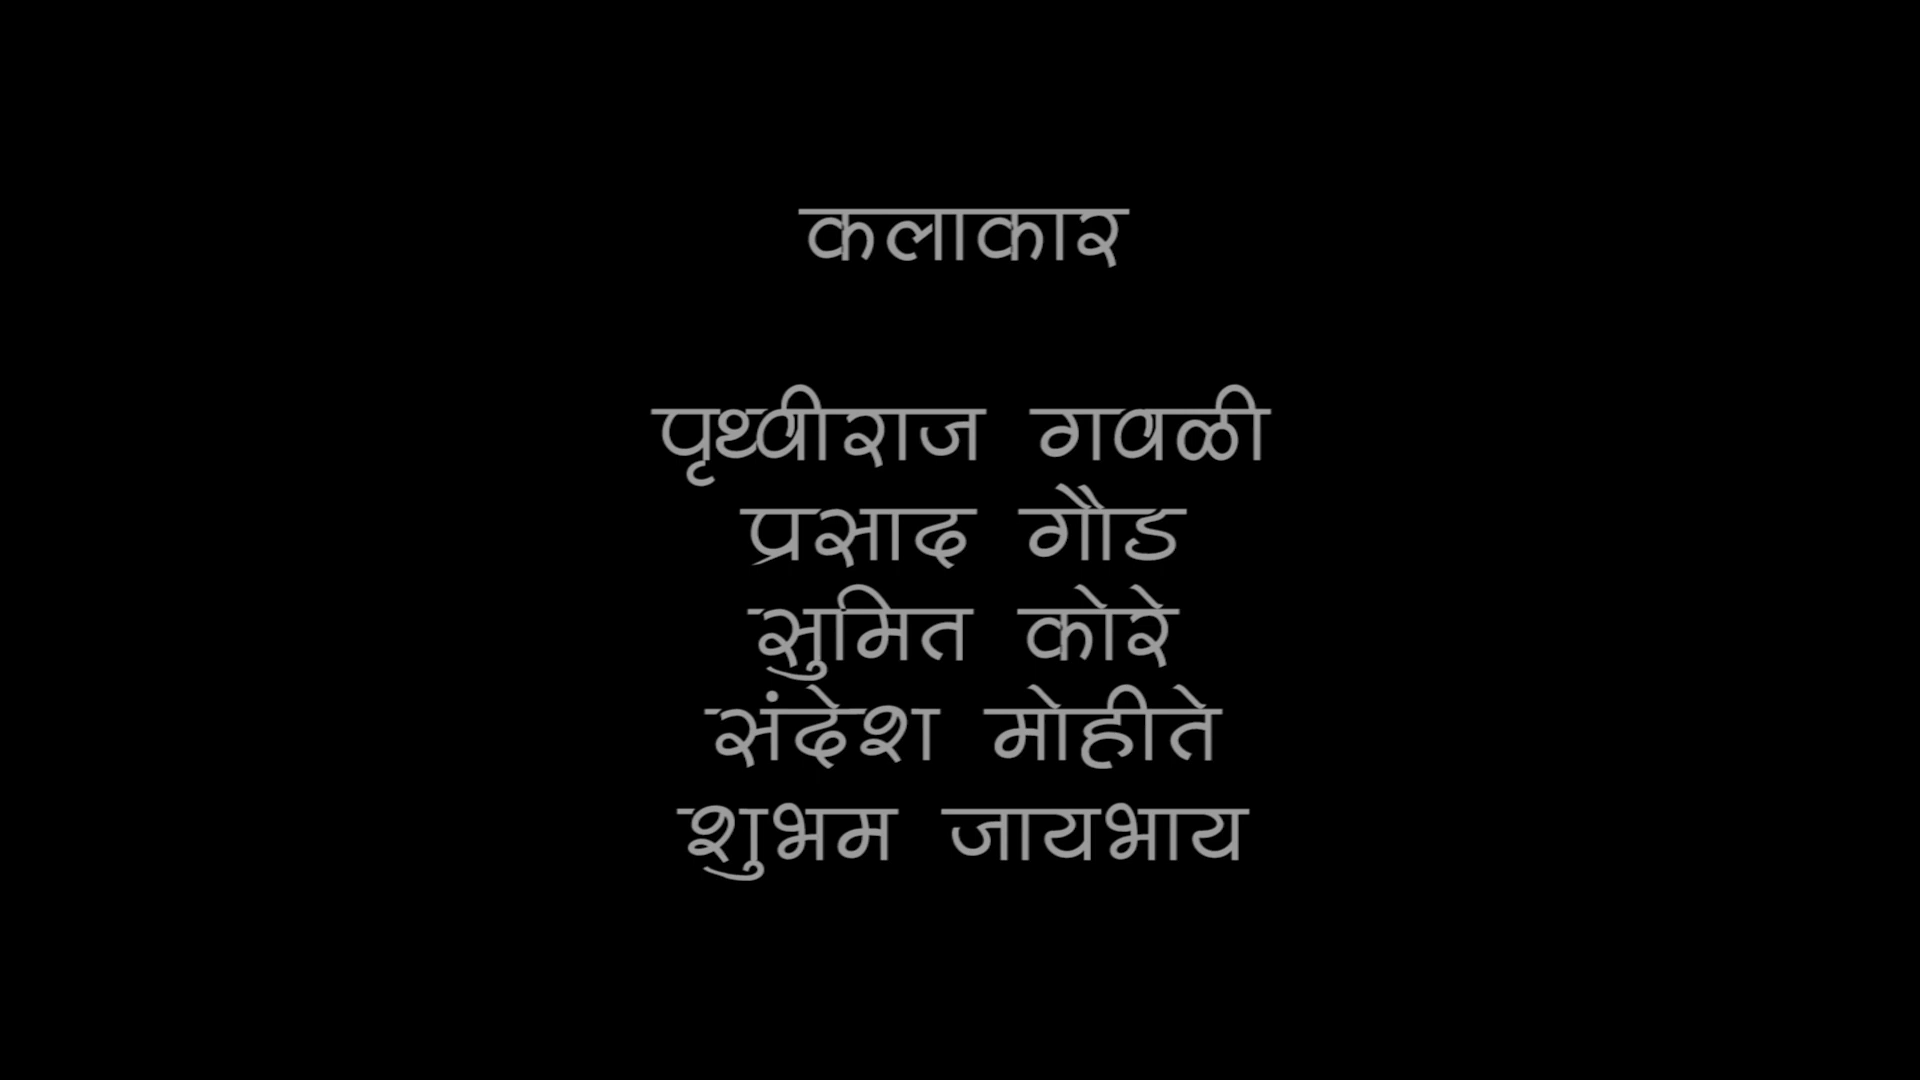 कलाकार
पृथ्वीराज गवळी
प्रसाद गौड
सुमित कोरे
संदेश मोहीते
शुभम जायभाय